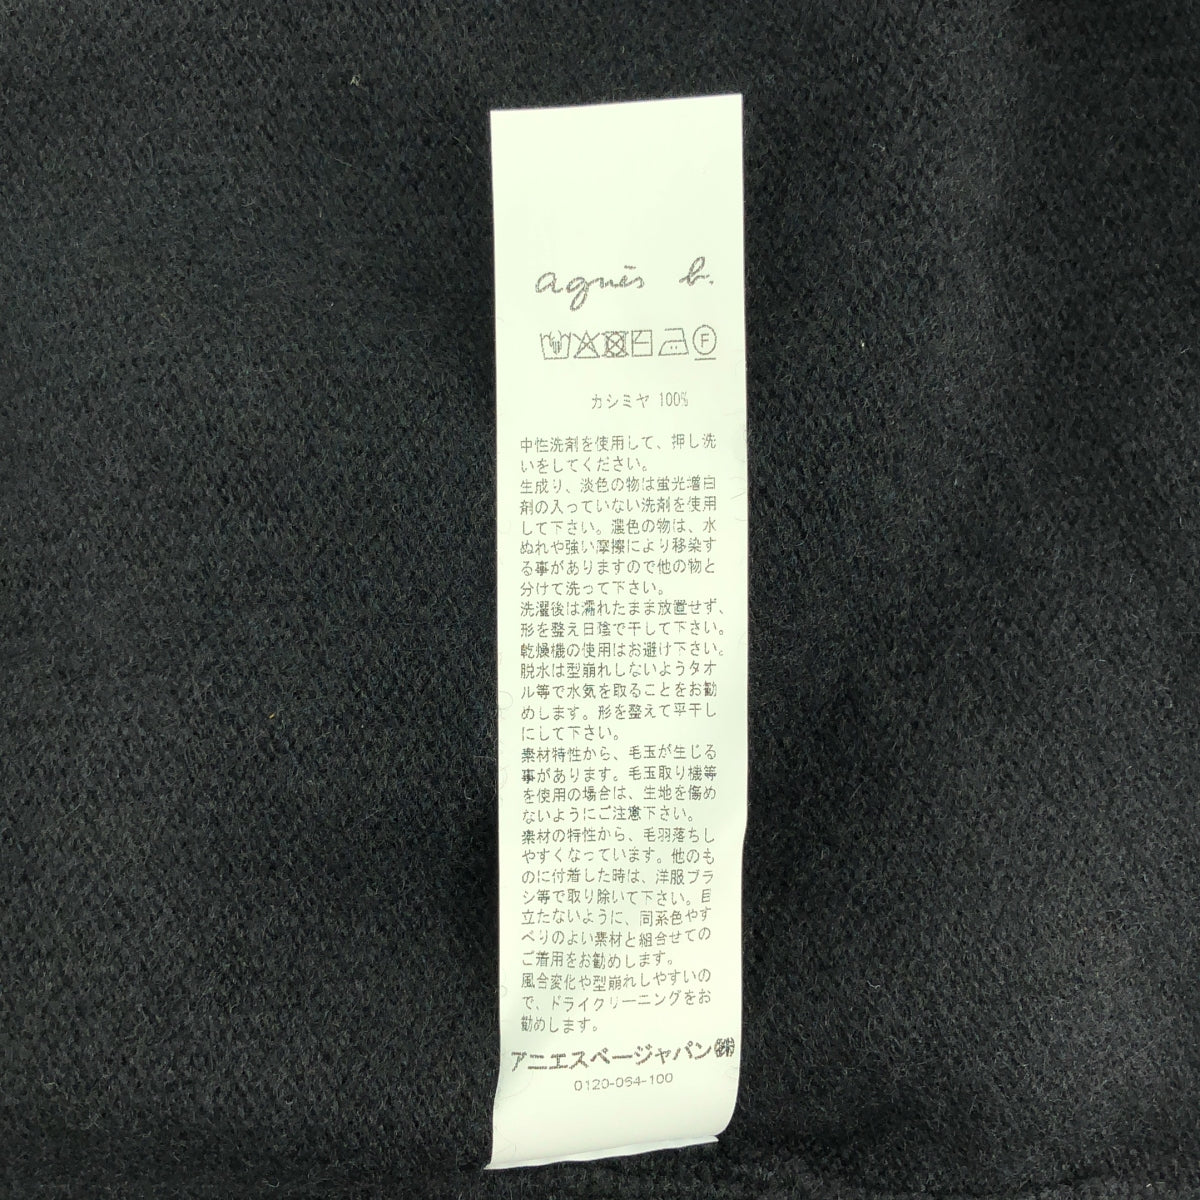 agnès b.
F
カシミヤ 100%
中性洗剤を使用して、押し洗
いをしてください。
生成り、淡色の物は蛍光増白
剤の入っていない洗剤を使用
して下さい。濃色の物は、水
ぬれや強い摩擦により移染す
る事がありますので他の物と
分けて洗って下さい。
洗濯後は濡れたまま放置せず、
形を整え日陰で干して下さい。
乾燥機の使用はお避け下さい。
脱水は型崩れしないようタオ
ル等で水気を取ることをお勧
めします。形を整えて平干し
にして下さい。
素材特性から、毛玉が生じる
事があります。毛玉取り機等
を使用の場合は、生地を傷め
ないようにご注意下さい。
素材の特性から、毛羽落ちし
やすくなっています。他のも
のに付着した時は、洋服ブラ
シ等で取り除いて下さい。目
立たないように、同系色やす
べりのよい素材と組合せての
ご着用をお勧めします。
風合変化や型崩れしやすいの
で、ドライクリーニングをお
勧めします。
アニエスベージャパン㈱
0120-064-100